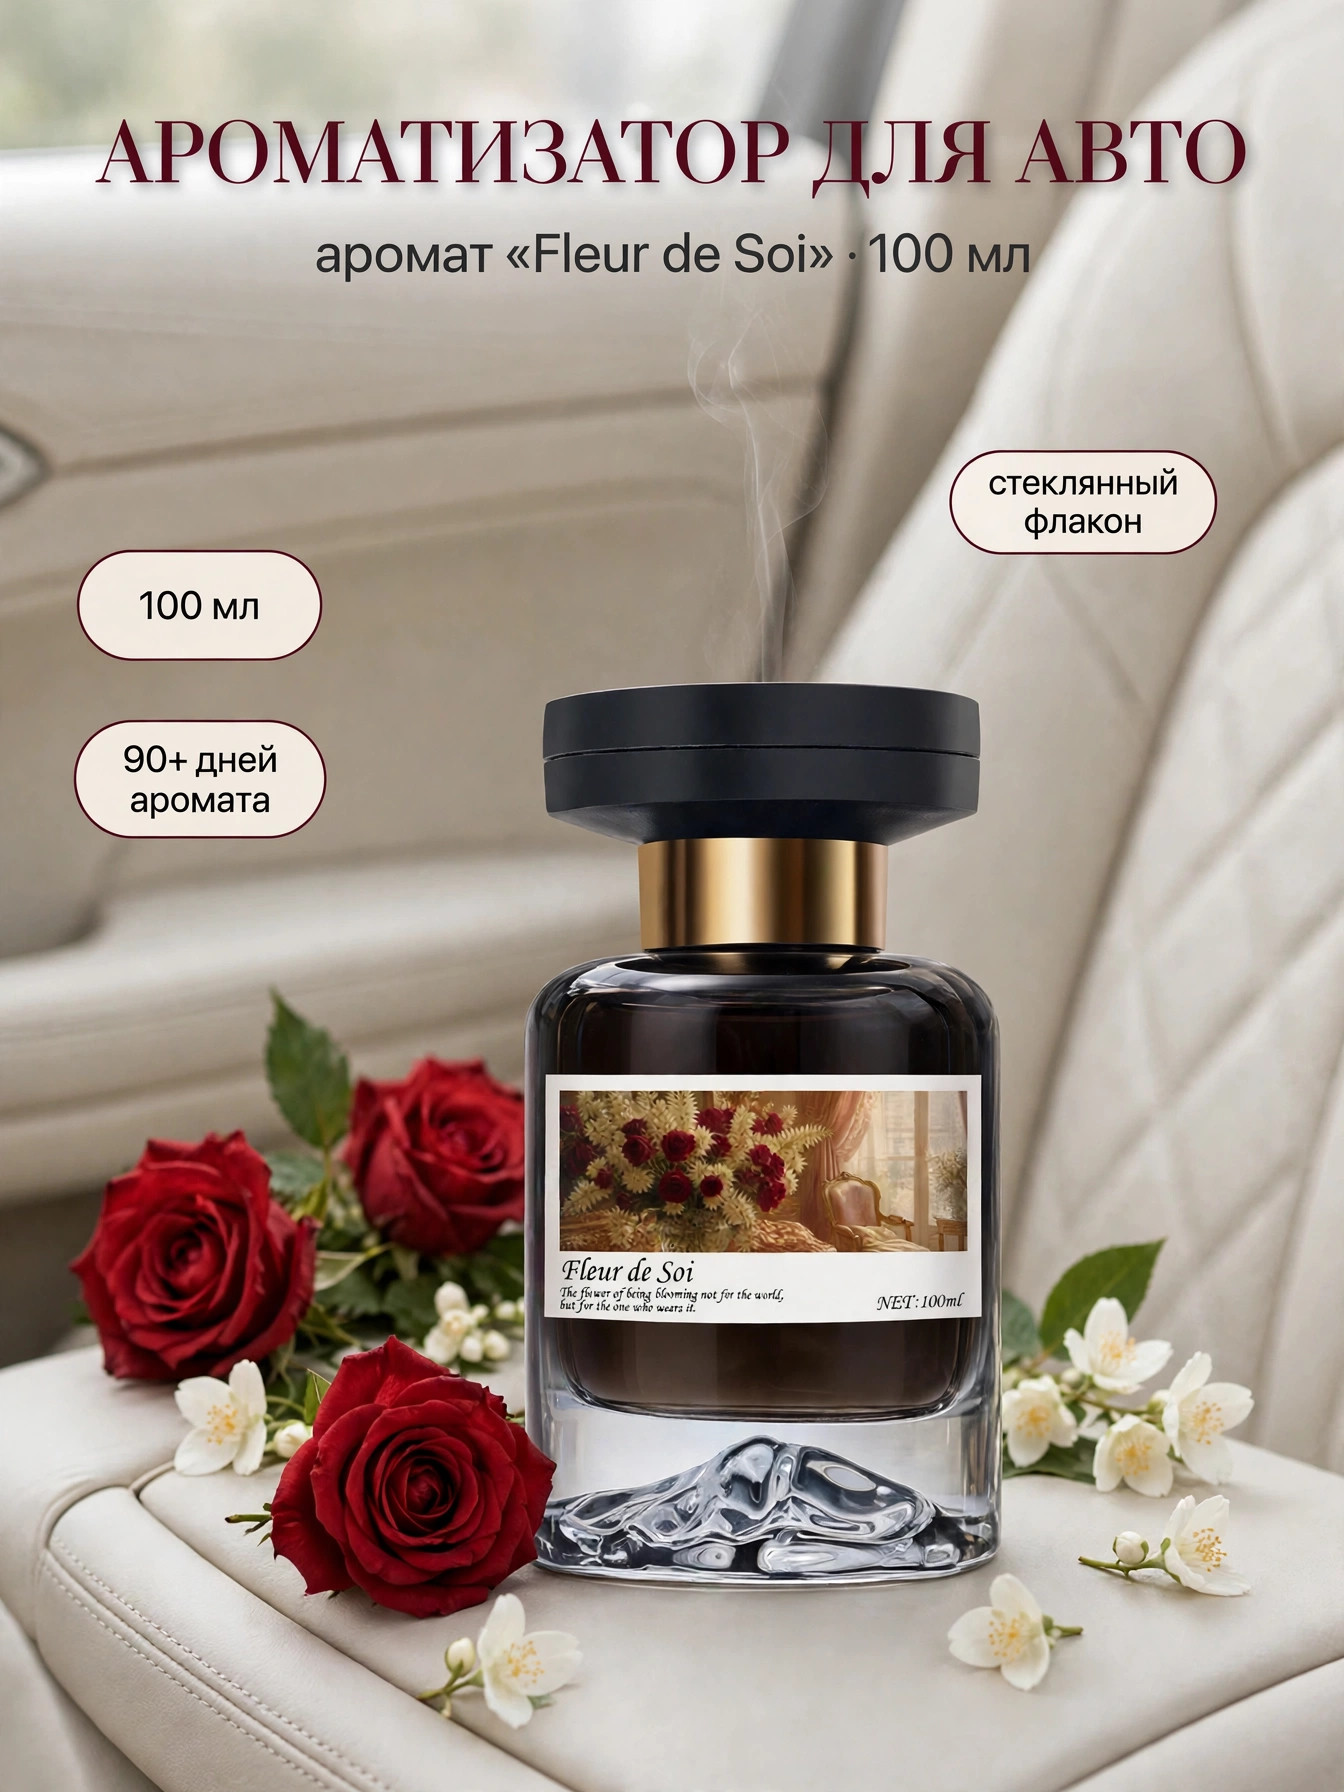 АРОМАТИЗАТОР ДЛЯ АВТО
аромат «Fleur de Soi» · 100 мл
стеклянный
флакон
100 мл
90+ дней
аромата
Fleur de Soi
The flower of being blooming not for the world,
but for the one who wears it.
NET:100ml